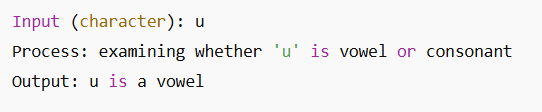 Input (character): u
Process: examining whether 'u' is vowel or consonant
Output: u is a vowel